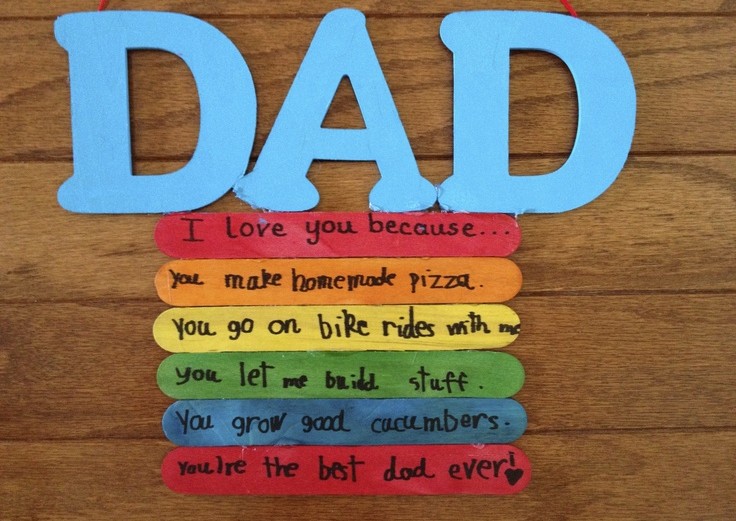 DAD
I love you because...
you make homemade pizza.
You go on bike rides with me
you let me build stuff.
You grow good cucumbers.
You're the best dad ever!